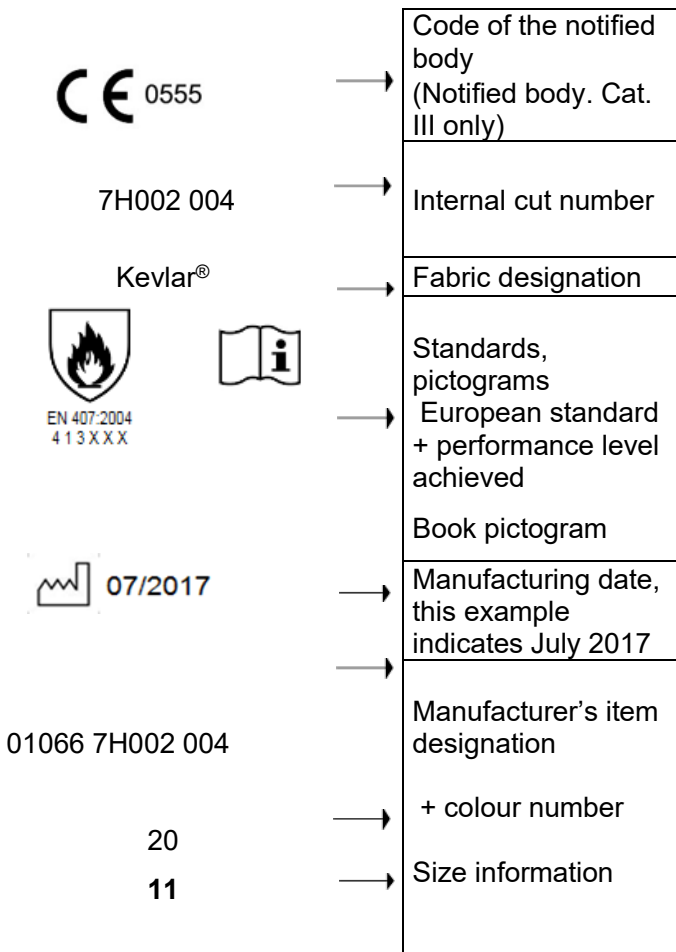 CE 0555
Code of the notified
body
(Notified body. Cat.
III only)
7H002 004
Internal cut number
Kevlar®
Fabric designation
i
EN 407:2004
4 1 3 X X X
Standards,
pictograms
European standard
+ performance level
achieved
Book pictogram
07/2017
Manufacturing date,
this example
indicates July 2017
01066 7H002 004
Manufacturer’s item
designation
+ colour number
20
11
Size information